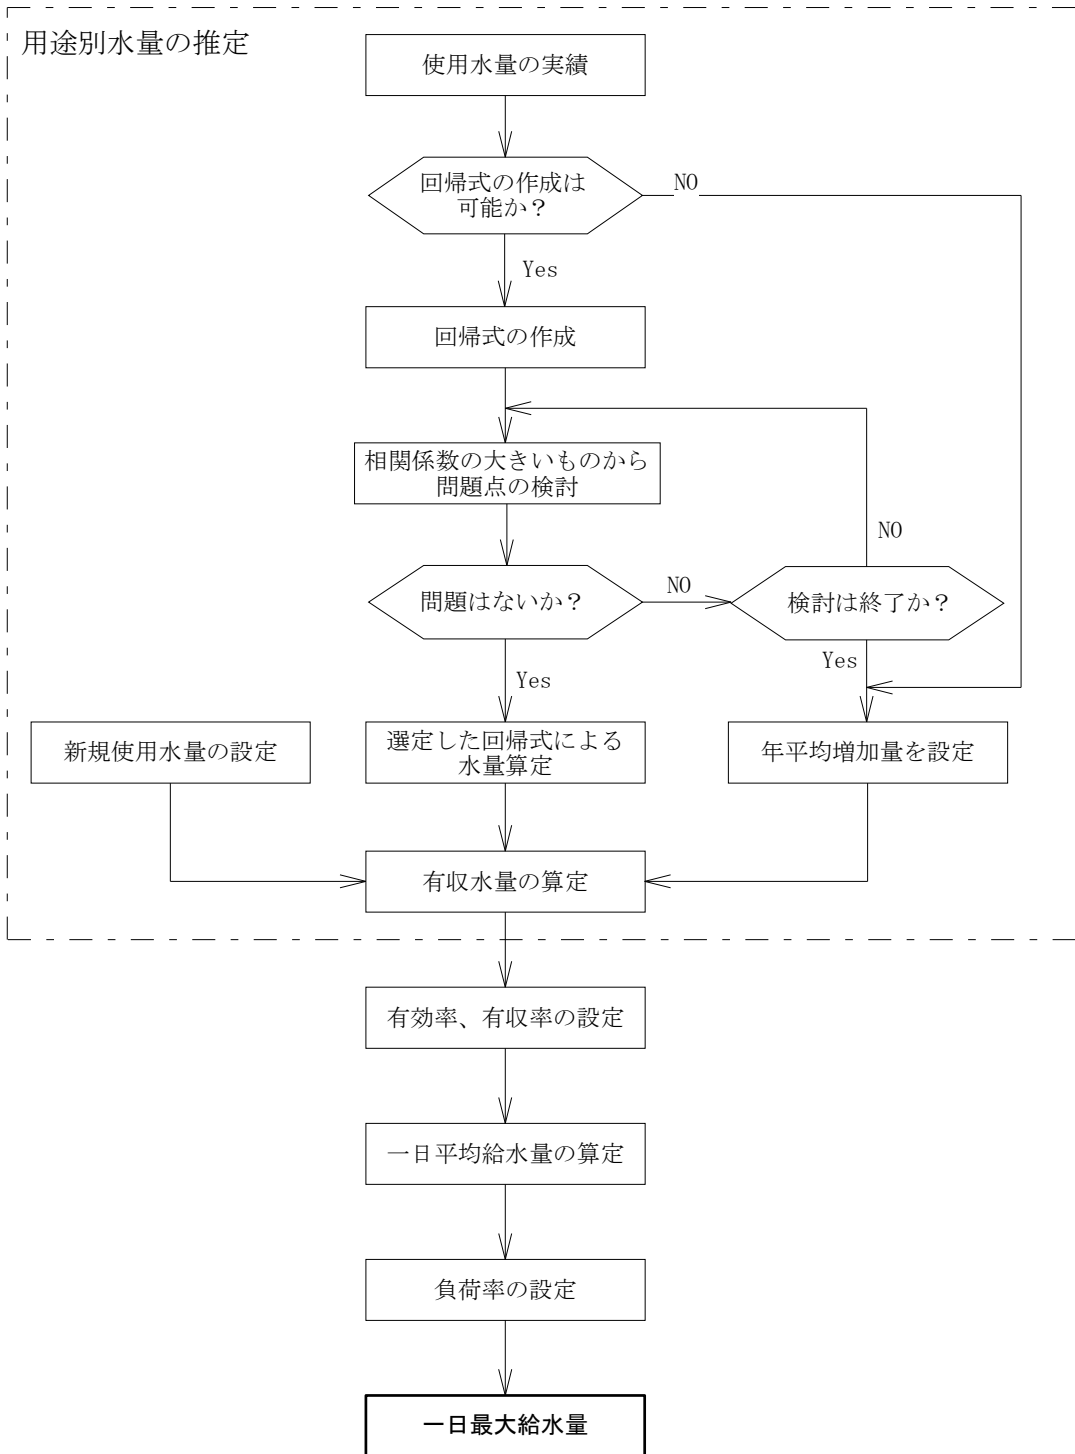 用途別水量の推定
使用水量の実績
回帰式の作成は
可能か？
NO
Yes
回帰式の作成
相関係数の大きいものから
問題点の検討
NO
問題はないか？
NO
検討は終了か？
Yes
Yes
新規使用水量の設定
選定した回帰式による
水量算定
年平均増加量を設定
有収水量の算定
有効率、有収率の設定
一日平均給水量の算定
負荷率の設定
一日最大給水量